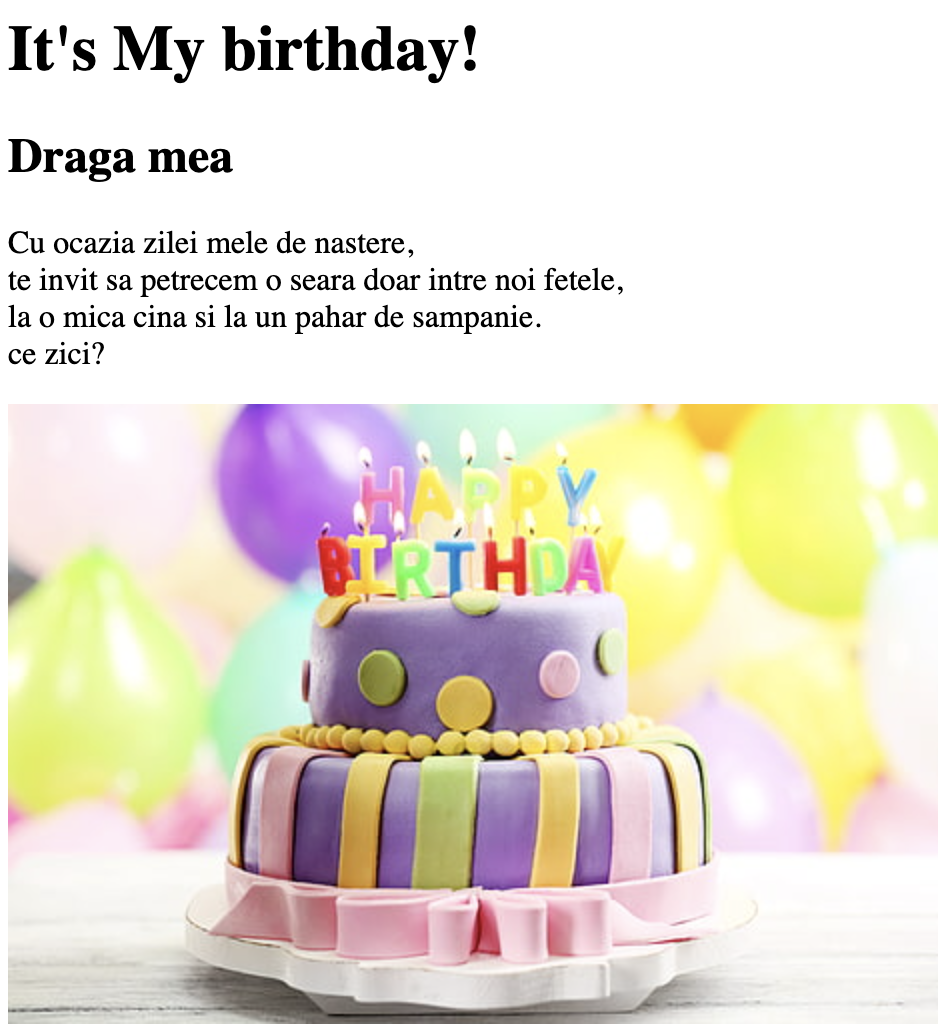 It's My birthday!
Draga mea
Cu ocazia zilei mele de nastere,
te invit sa petrecem o seara doar intre noi fetele,
la o mica cina si la un pahar de sampanie.
ce zici?
HAPPY
BIRTHDAY